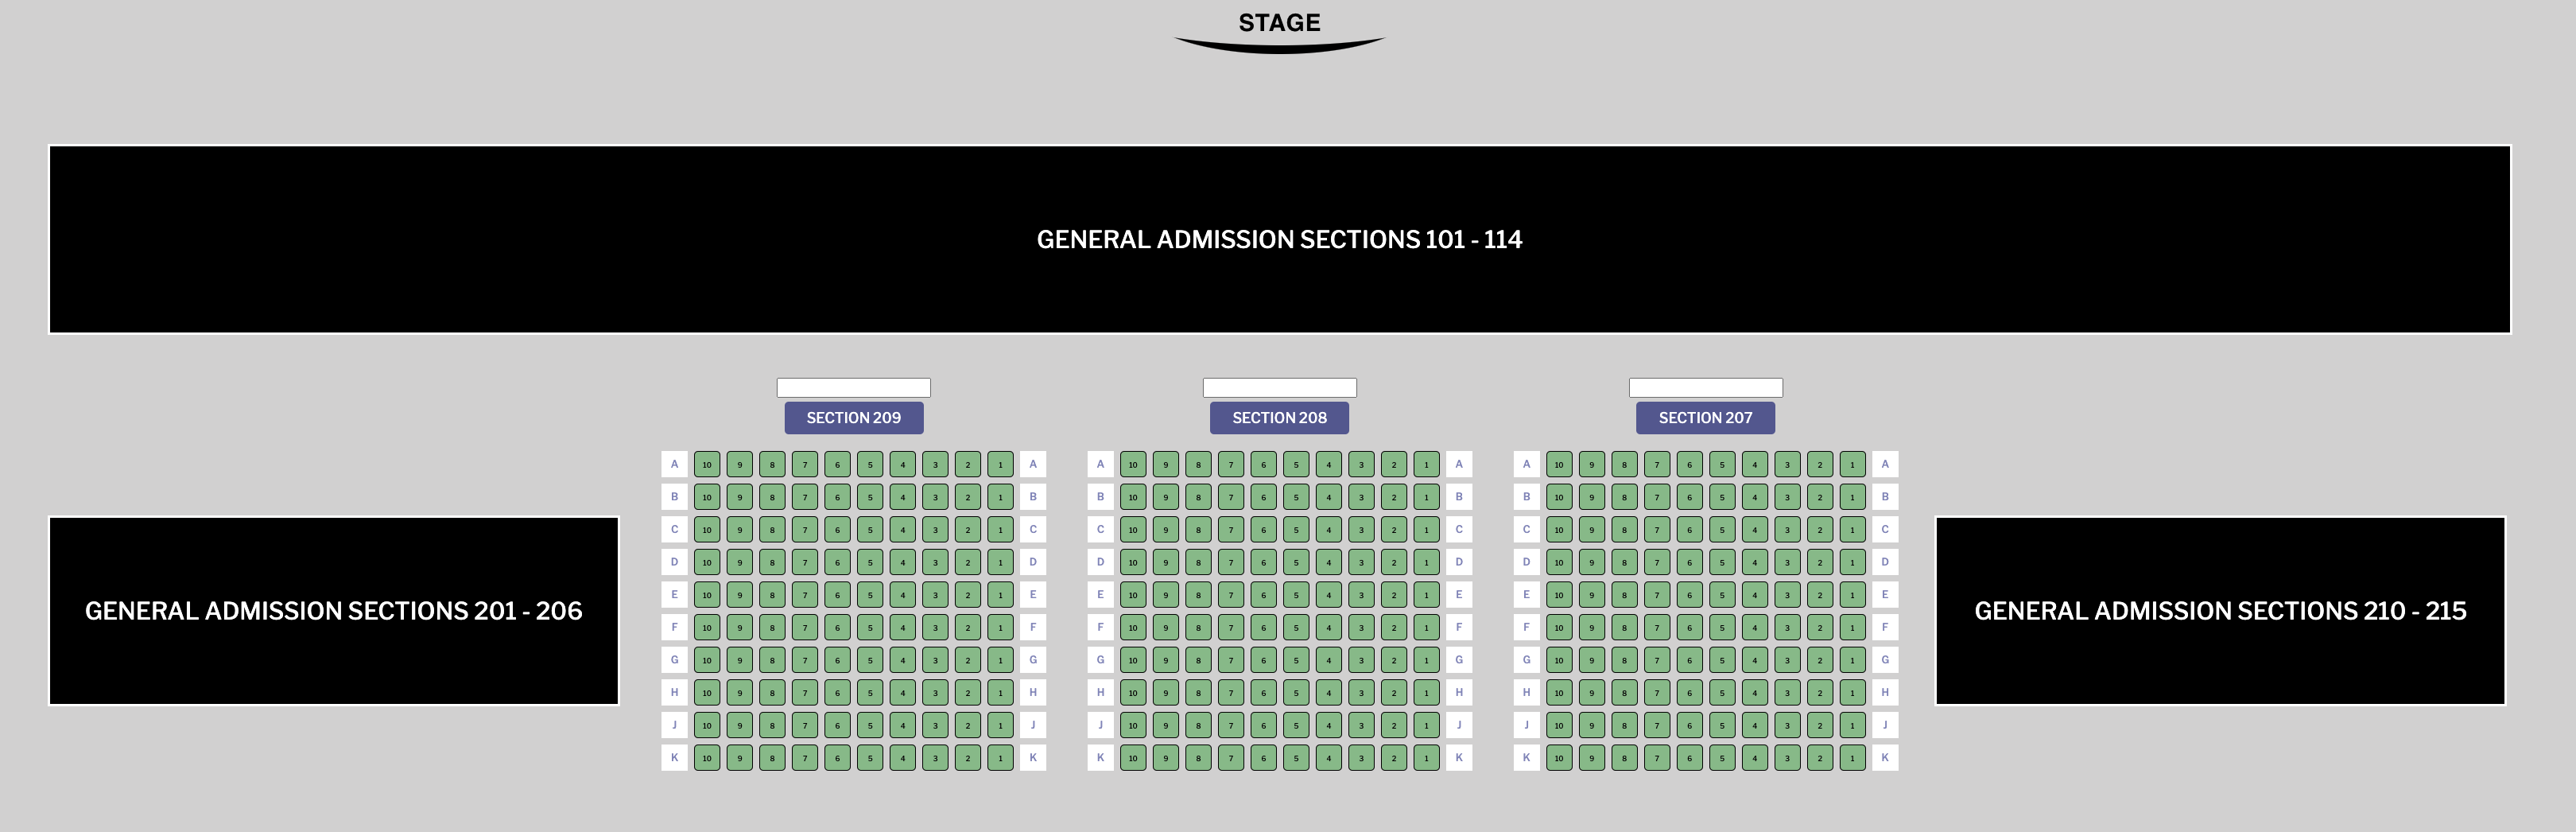 STAGE
GENERAL ADMISSION SECTIONS 101 - 114
SECTION 209 SECTION 208 SECTION 207
A 10 9 8 7 6 5 4 3 2 1 A A 10 9 8 7 6 5 4 3 2 1 A A 10 9 8 7 6 5 4 3 2 1 A
B 10 9 8 7 6 5 4 3 2 1 B B 10 9 8 7 6 5 4 3 2 1 B B 10 9 8 7 6 5 4 3 2 1 B
C 10 9 8 7 6 5 4 3 2 1 C C 10 9 8 7 6 5 4 3 2 1 C C 10 9 8 7 6 5 4 3 2 1 C
D 10 9 8 7 6 5 4 3 2 1 D D 10 9 8 7 6 5 4 3 2 1 D D 10 9 8 7 6 5 4 3 2 1 D
E 10 9 8 7 6 5 4 3 2 1 E E 10 9 8 7 6 5 4 3 2 1 E E 10 9 8 7 6 5 4 3 2 1 E
GENERAL ADMISSION SECTIONS 201 - 206
F 10 9 8 7 6 5 4 3 2 1 F F 10 9 8 7 6 5 4 3 2 1 F F 10 9 8 7 6 5 4 3 2 1 F
GENERAL ADMISSION SECTIONS 210 - 215
G 10 9 8 7 6 5 4 3 2 1 G G 10 9 8 7 6 5 4 3 2 1 G G 10 9 8 7 6 5 4 3 2 1 G
H 10 9 8 7 6 5 4 3 2 1 H H 10 9 8 7 6 5 4 3 2 1 H H 10 9 8 7 6 5 4 3 2 1 H
J 10 9 8 7 6 5 4 3 2 1 J J 10 9 8 7 6 5 4 3 2 1 J J 10 9 8 7 6 5 4 3 2 1 J
K 10 9 8 7 6 5 4 3 2 1 K K 10 9 8 7 6 5 4 3 2 1 K K 10 9 8 7 6 5 4 3 2 1 K